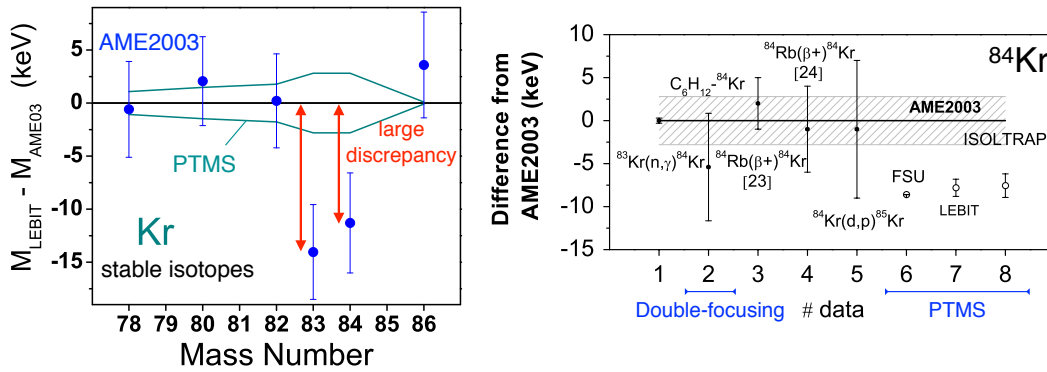 M_LEBIT - M_AME03 (keV)
5
0
-5
-10
-15
AME2003
PTMS
large
discrepancy
Kr
stable isotopes
78 80 82 81 82 83 84 84 86
Mass Number
Difference from
AME2003 (keV)
10
5
0
-5
-10
-15
⁸⁴Kr
⁸⁴Rb(β+)⁸⁴Kr
[24]
C₆H₁₂-⁸⁴Kr
AME2003
ISOLTRAP
⁸³Kr(n,γ)⁸⁴Kr
⁸⁴Rb(β+)⁸⁴Kr
[23]
FSU
LEBIT
⁸⁴Kr(d,p)⁸⁵Kr
1 2 3 4 5 6 7 8
Double-focusing
# data
PTMS